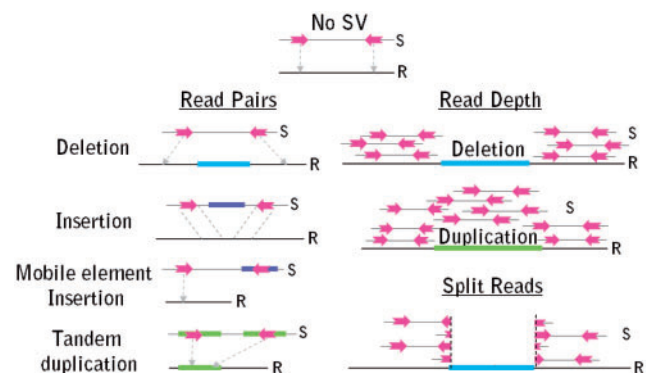 No SV
S
R
Read Pairs
Deletion
S
R
Insertion
S
R
Mobile element
Insertion
S
R
Tandem
duplication
S
R
Read Depth
S
Deletion
R
S
Duplication
R
Split Reads
S
R